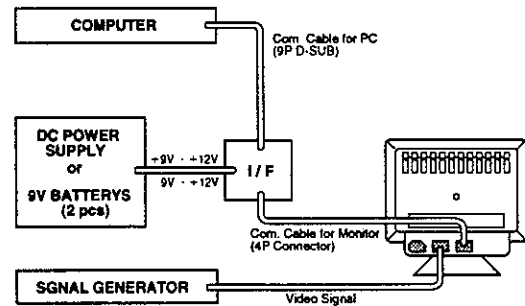 COMPUTER
Com. Cable for PC
(9P D-SUB)
DC POWER
SUPPLY
or
9V BATTERYS
(2 pcs)
+9V - +12V
9V - +12V
I / F
Com. Cable for Monitor
(4P Connector)
SGNAL GENERATOR
Video Signal